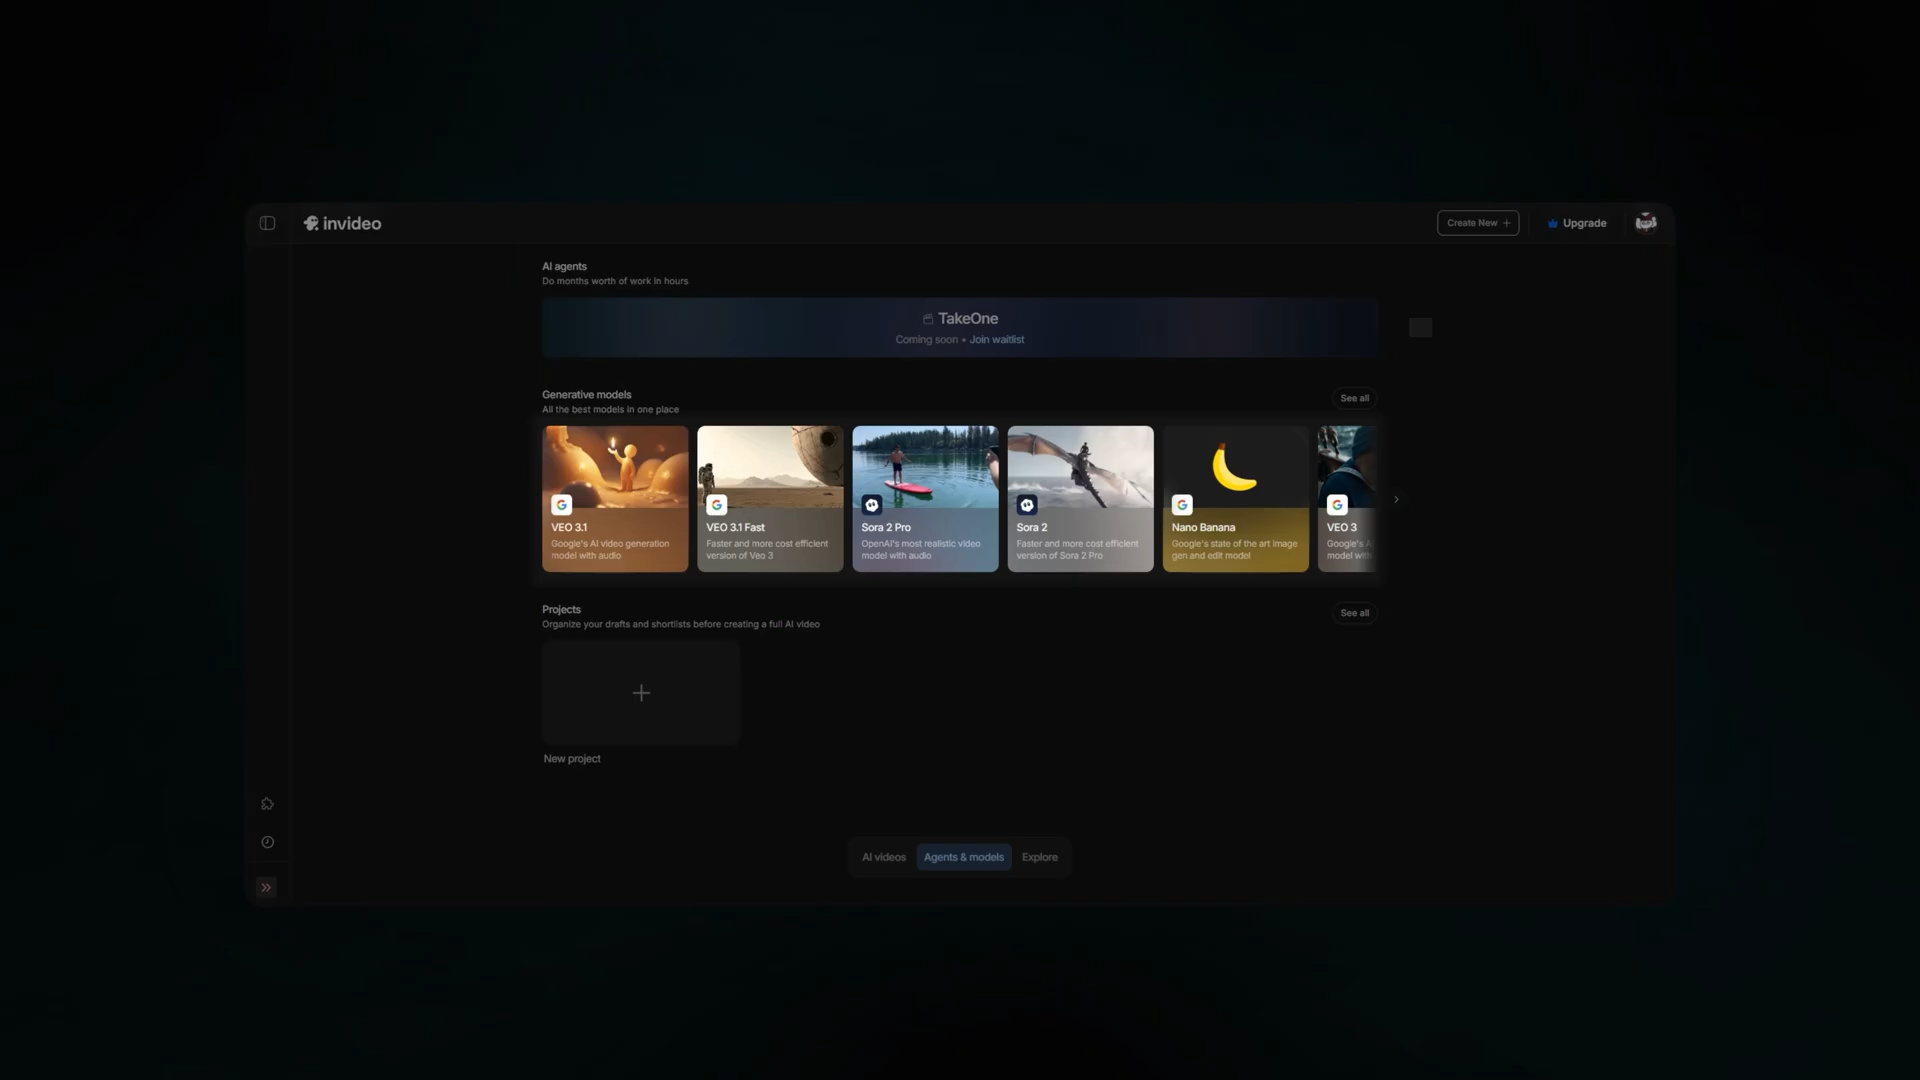 invideo
Create New +
Upgrade
AI agents
Do months worth of work in hours
TakeOne
Coming soon • Join waitlist
Generative models
All the best models in one place
See all
VEO 3.1
Google's AI video generation
model with audio
VEO 3.1 Fast
Faster and more cost efficient
version of Veo 3
Sora 2 Pro
OpenAI's most realistic video
model with audio
Sora 2
Faster and more cost efficient
version of Sora 2 Pro
Nano Banana
Google's state of the art image
gen and edit model
VEO 3
Google's
model with
Projects
Organize your drafts and shortlists before creating a full AI video
See all
New project
AI videos
Agents & models
Explore